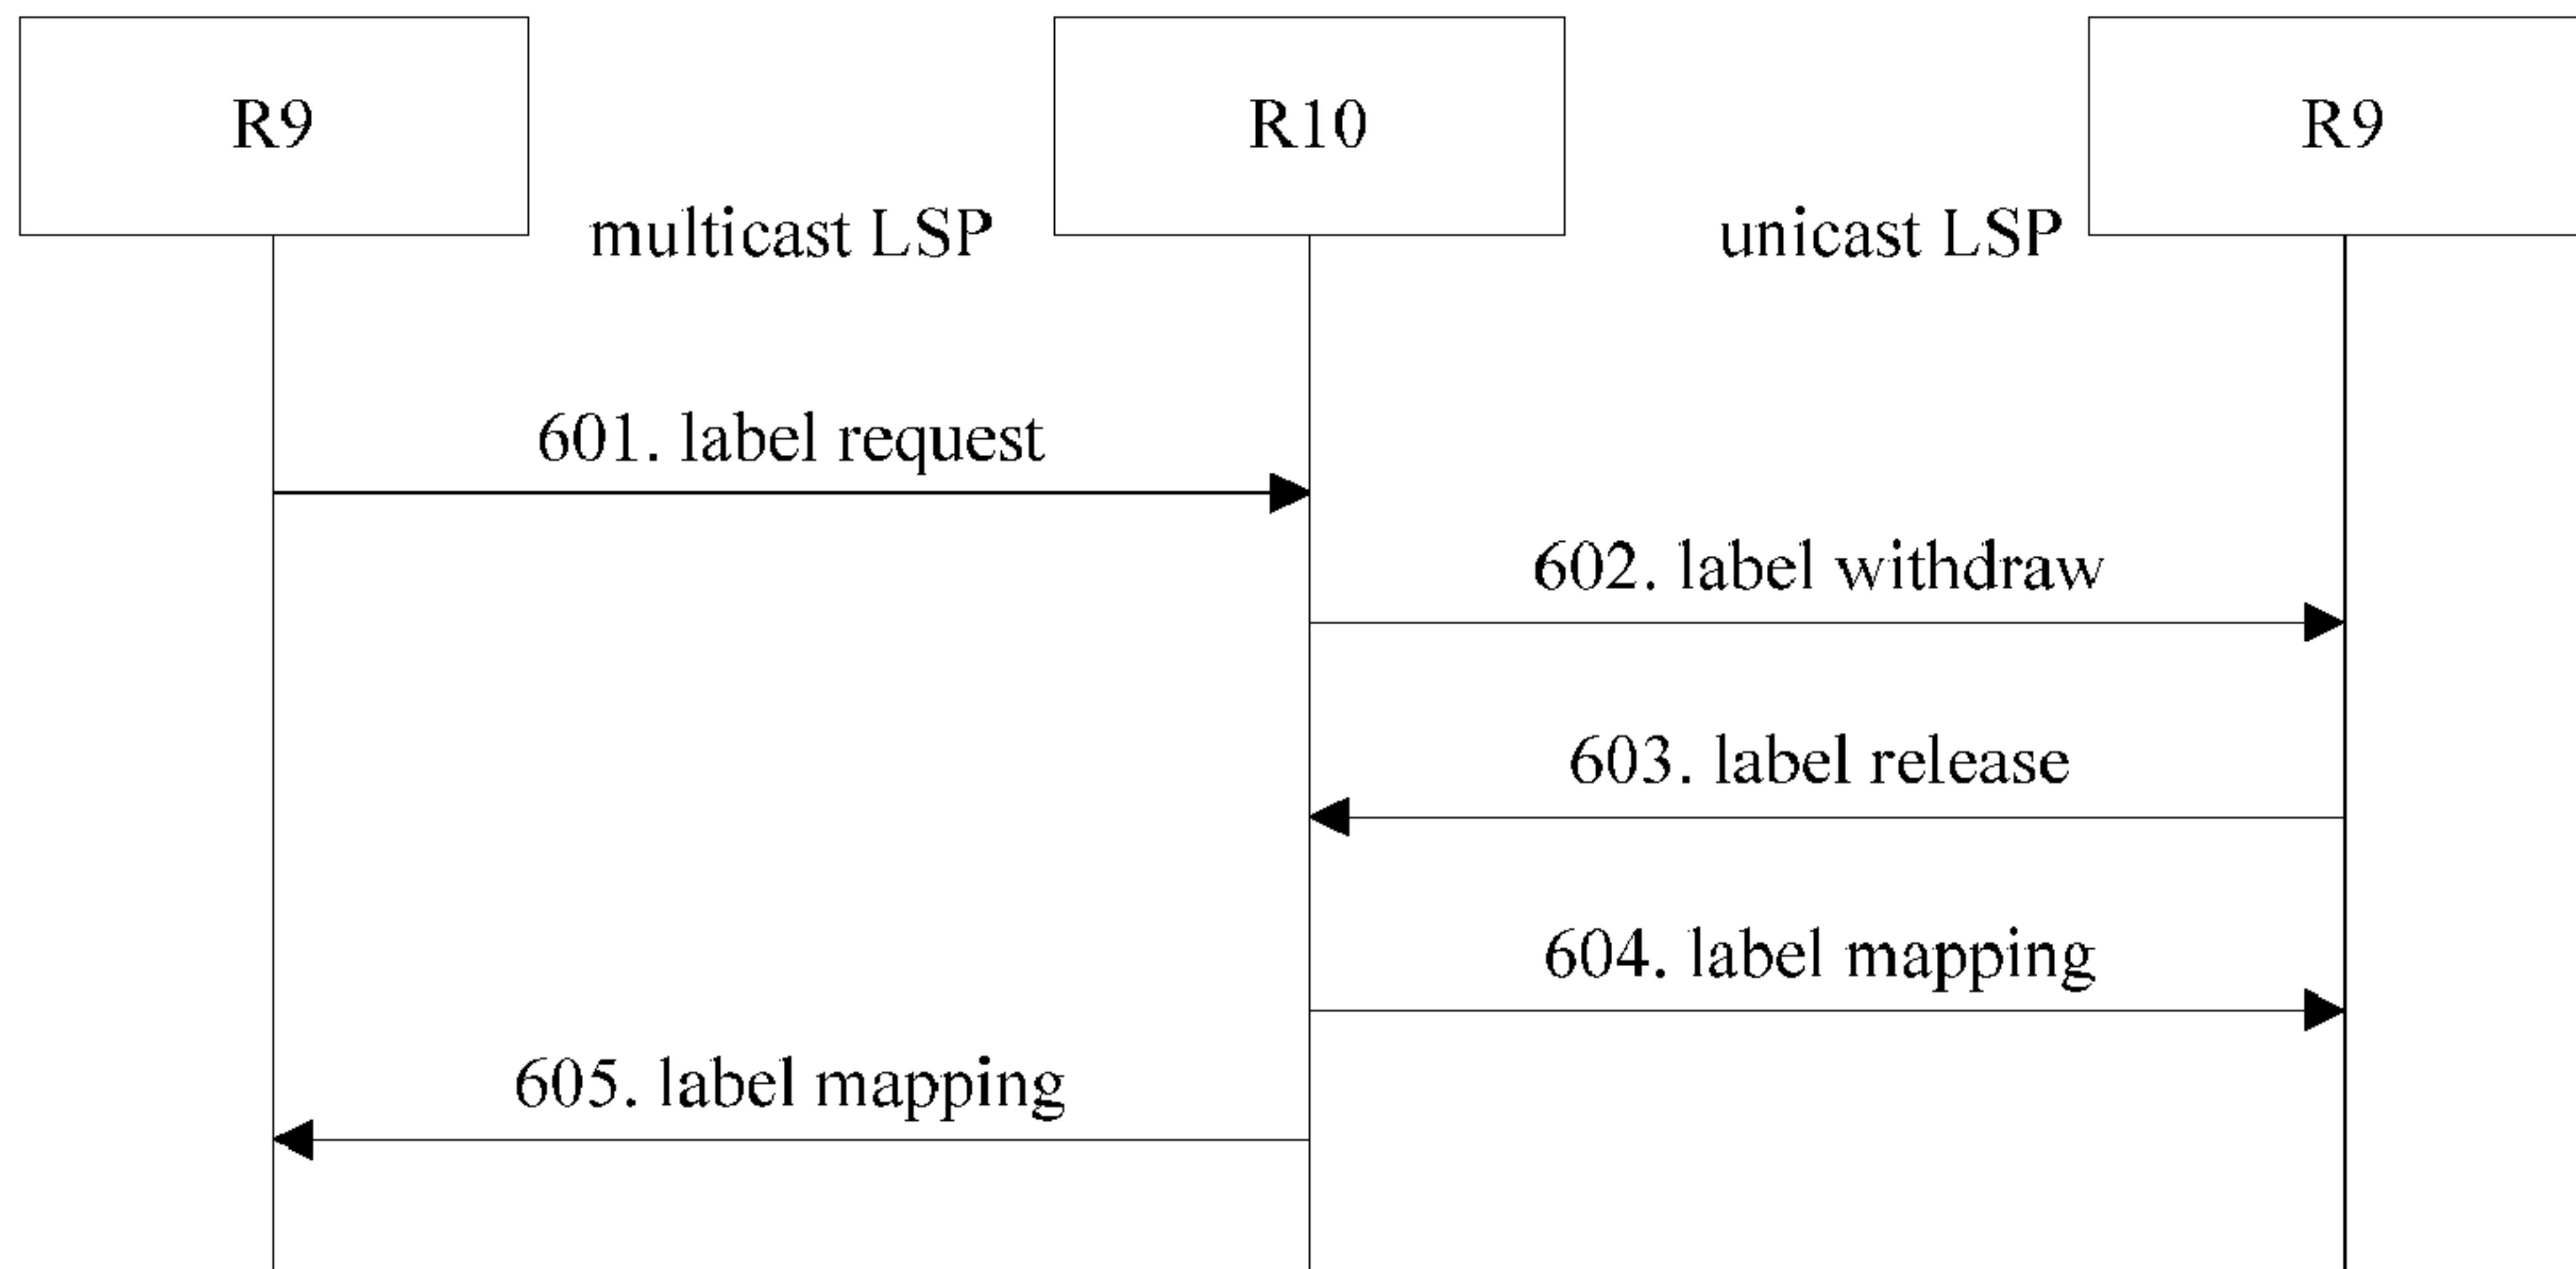 R9
R10
R9
multicast LSP
unicast LSP
601. label request
602. label withdraw
603. label release
604. label mapping
605. label mapping